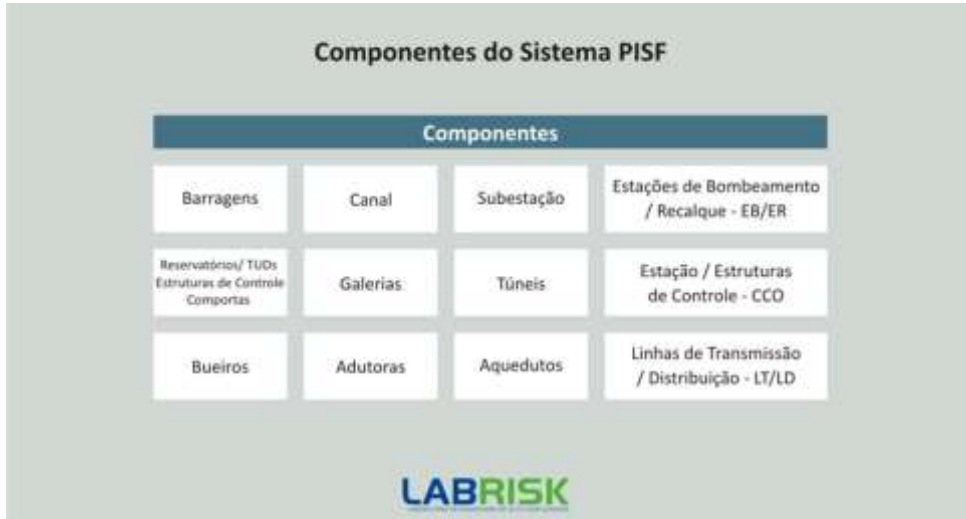 Componentes do Sistema PISF
Componentes
Barragens
Canal
Subestação
Estações de Bombeamento
/ Recalque - EB/ER
Reservatórios/ TUDs
Estruturas de Controle
Comportas
Galerias
Túneis
Estação / Estruturas
de Controle - CCO
Bueiros
Adutoras
Aquedutos
Linhas de Transmissão
/ Distribuição - LT/LD
LABRISK